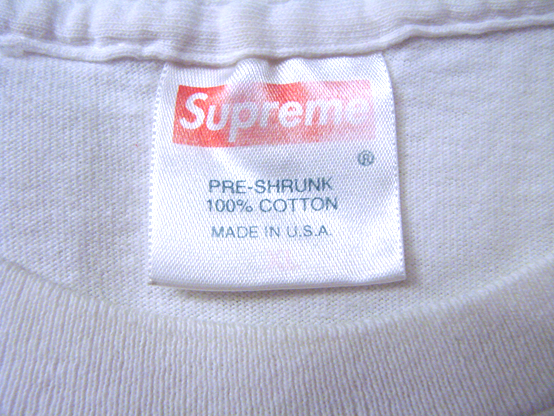 Supreme
®
PRE-SHRUNK
100% COTTON
MADE IN U.S.A.